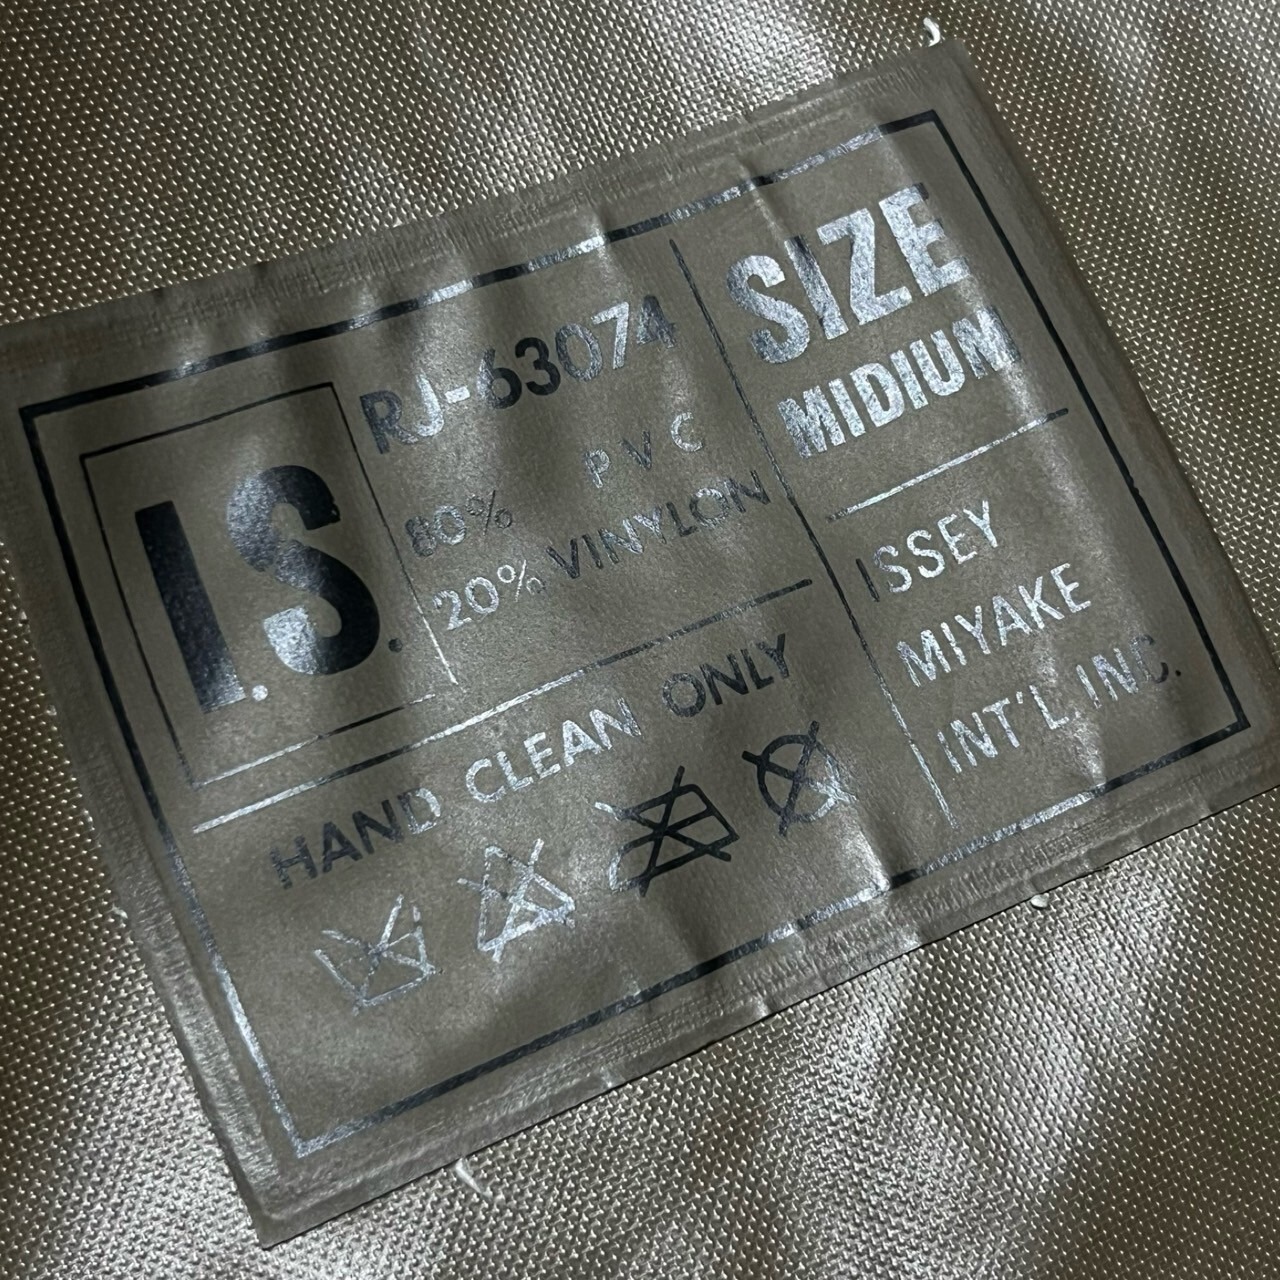 I.S.
RJ-63074
80% PVC
20% VINYLON
HAND CLEAN ONLY
SIZE
MIDIUM
ISSEY
MIYAKE
INT'L INC.